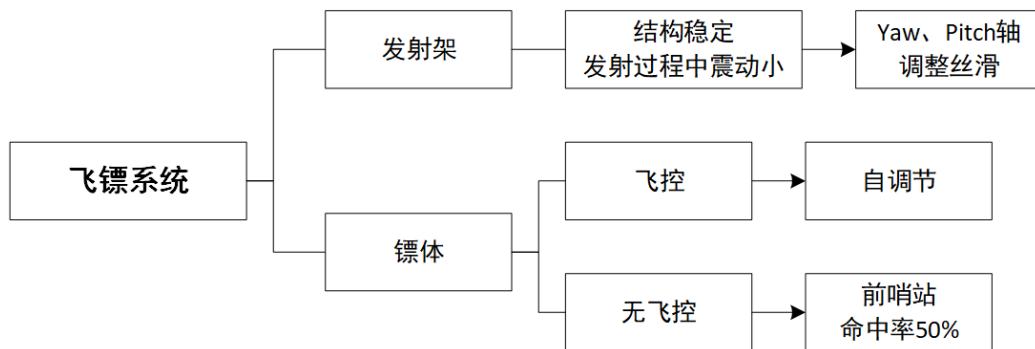 飞镖系统
发射架
结构稳定
发射过程中震动小
Yaw、Pitch轴
调整丝滑
镖体
飞控
自调节
无飞控
前哨站
命中率50%